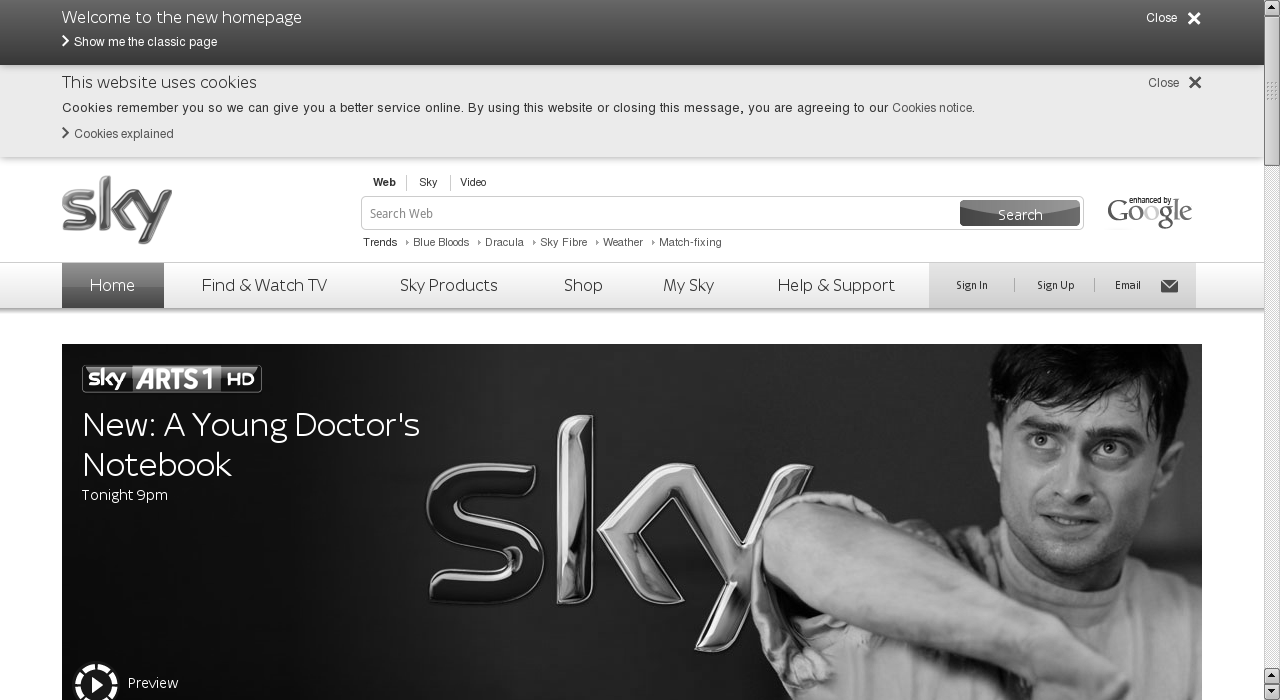 Welcome to the new homepage
Close
Show me the classic page
This website uses cookies
Close
Cookies remember you so we can give you a better service online. By using this website or closing this message, you are agreeing to our Cookies notice.
Cookies explained
sky
Web
Sky
Video
Search Web
Search
enhanced by
Google
Trends
Blue Bloods
Dracula
Sky Fibre
Weather
Match-fixing
Home
Find & Watch TV
Sky Products
Shop
My Sky
Help & Support
Sign In
Sign Up
Email
sky ARTS 1 HD
New: A Young Doctor's
Notebook
Tonight 9pm
sky
Preview